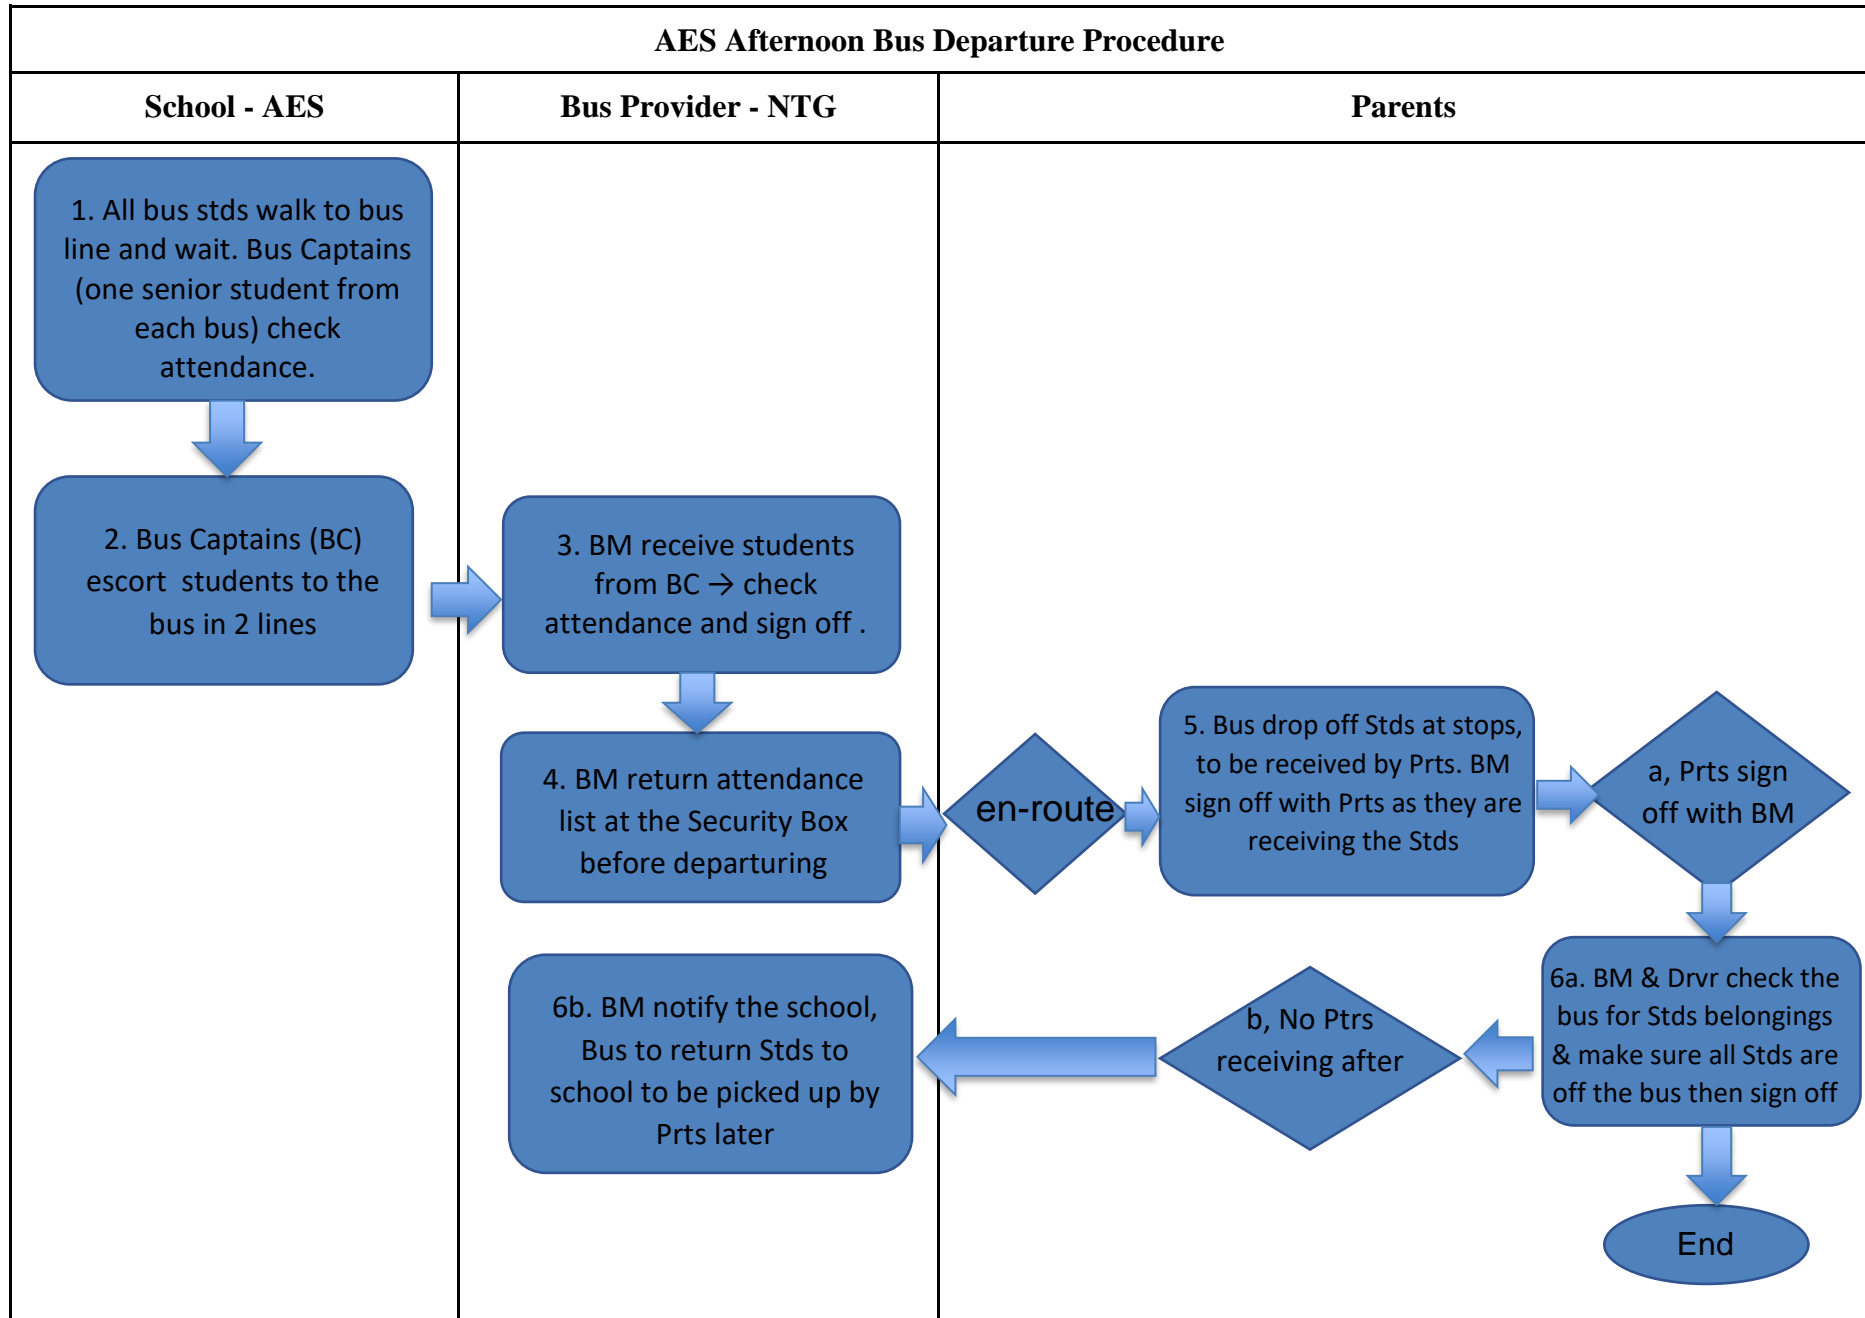 AES Afternoon Bus Departure Procedure
School - AES
Bus Provider - NTG
Parents
1. All bus stds walk to bus
line and wait. Bus Captains
(one senior student from
each bus) check
attendance.
2. Bus Captains (BC)
escort students to the
bus in 2 lines
3. BM receive students
from BC → check
attendance and sign off .
4. BM return attendance
list at the Security Box
before departuring
en-route
5. Bus drop off Stds at stops,
to be received by Prts. BM
sign off with Prts as they are
receiving the Stds
a, Prts sign
off with BM
6a. BM & Drvr check the
bus for Stds belongings
& make sure all Stds are
off the bus then sign off
b, No Ptrs
receiving after
6b. BM notify the school,
Bus to return Stds to
school to be picked up by
Prts later
End